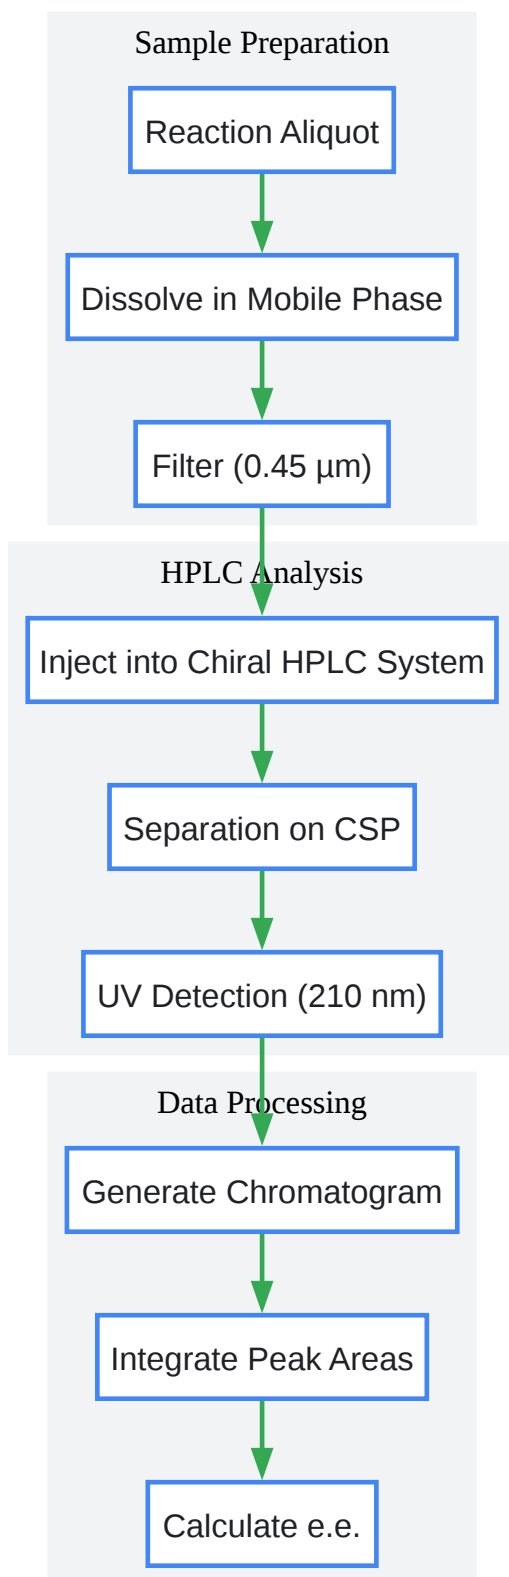 Sample Preparation
Reaction Aliquot
Dissolve in Mobile Phase
Filter (0.45 µm)
HPLC Analysis
Inject into Chiral HPLC System
Separation on CSP
UV Detection (210 nm)
Data Processing
Generate Chromatogram
Integrate Peak Areas
Calculate e.e.